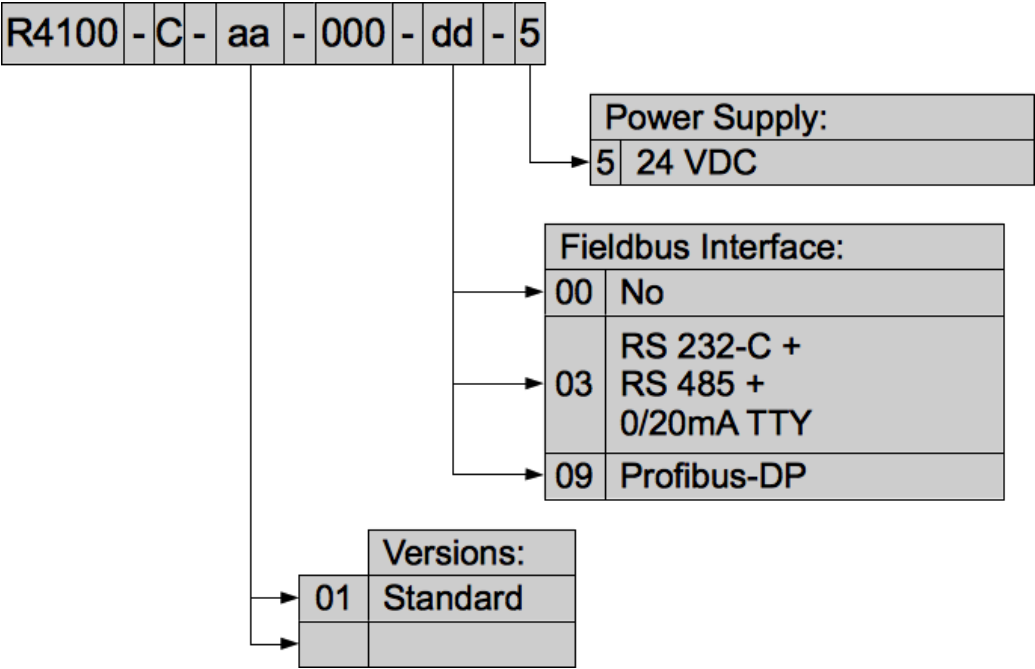 R4100 - C - aa - 000 - dd - 5
Power Supply:
5 24 VDC
Fieldbus Interface:
00 No
03 RS 232-C +
RS 485 +
0/20mA TTY
09 Profibus-DP
Versions:
01 Standard